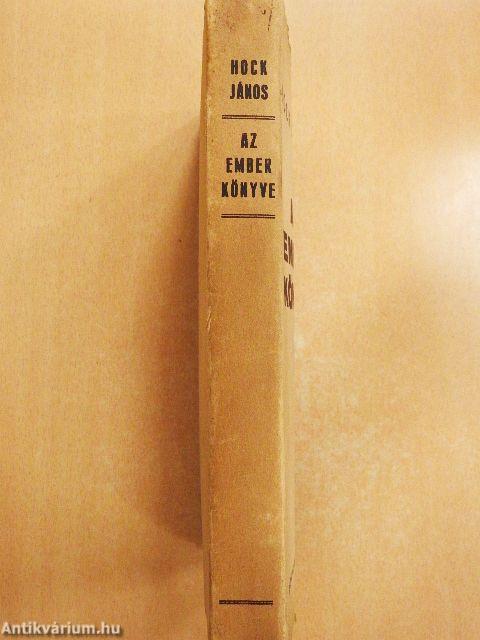 HOCK
JÁNOS
AZ
EMBER
KÖNYVE
Antikvárium.hu